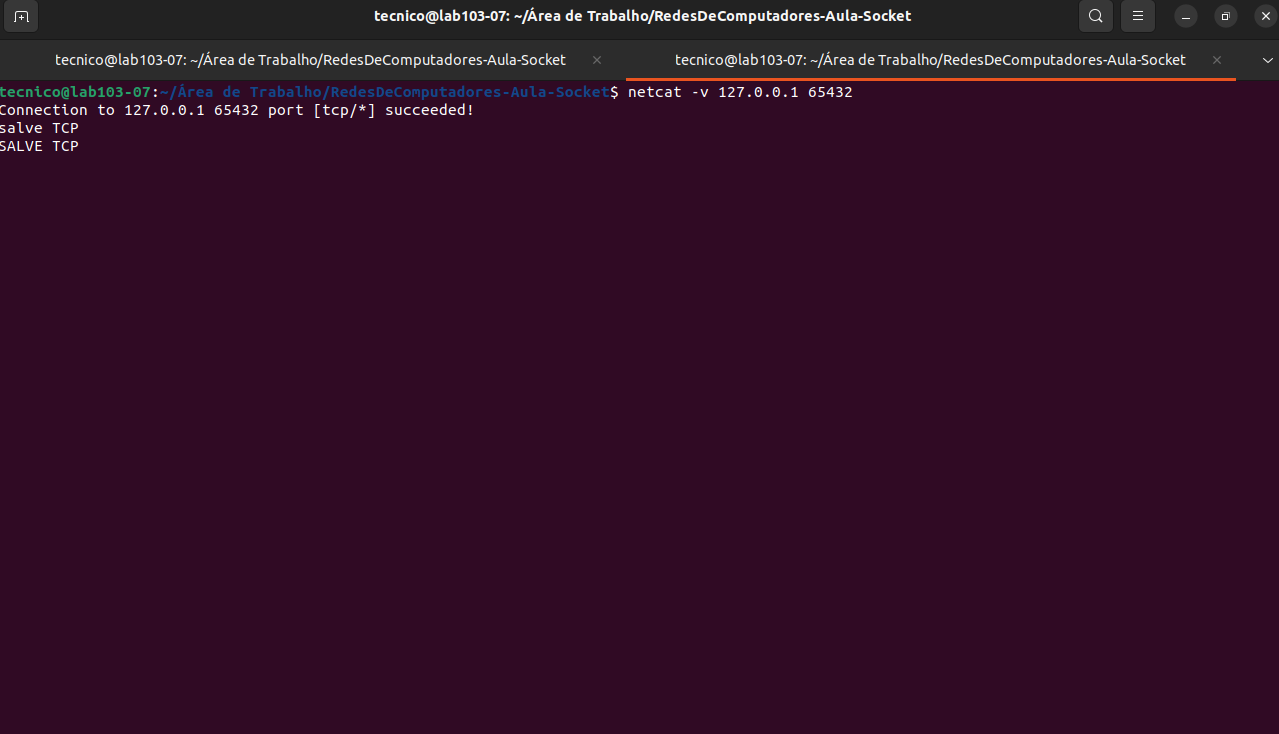 tecnico@lab103-07: ~/Área de Trabalho/RedesDeComputadores-Aula-Socket
tecnico@lab103-07: ~/Área de Trabalho/RedesDeComputadores-Aula-Socket
tecnico@lab103-07: ~/Área de Trabalho/RedesDeComputadores-Aula-Socket
tecnico@lab103-07:~/Área de Trabalho/RedesDeComputadores-Aula-Socket$ netcat -v 127.0.0.1 65432
Connection to 127.0.0.1 65432 port [tcp/*] succeeded!
salve TCP
SALVE TCP